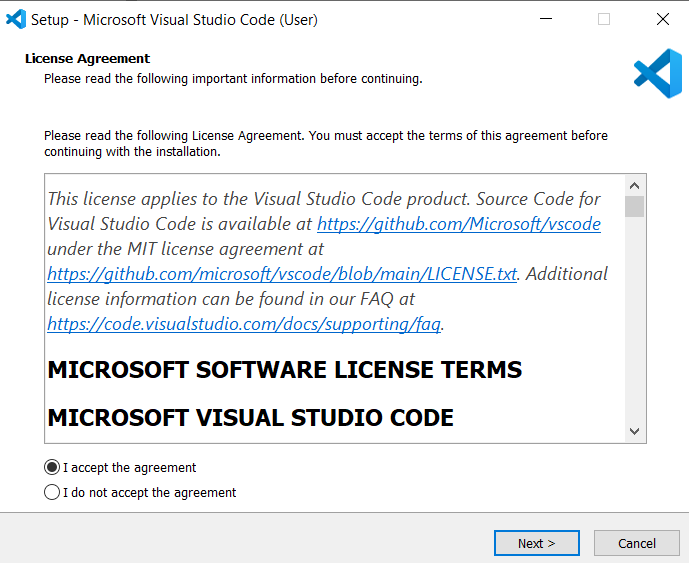 Setup - Microsoft Visual Studio Code (User)
License Agreement
Please read the following important information before continuing.
Please read the following License Agreement. You must accept the terms of this agreement before
continuing with the installation.
This license applies to the Visual Studio Code product. Source Code for
Visual Studio Code is available at https://github.com/Microsoft/vscode
under the MIT license agreement at
https://github.com/microsoft/vscode/blob/main/LICENSE.txt. Additional
license information can be found in our FAQ at
https://code.visualstudio.com/docs/supporting/faq.
MICROSOFT SOFTWARE LICENSE TERMS
MICROSOFT VISUAL STUDIO CODE
I accept the agreement
I do not accept the agreement
Next >
Cancel